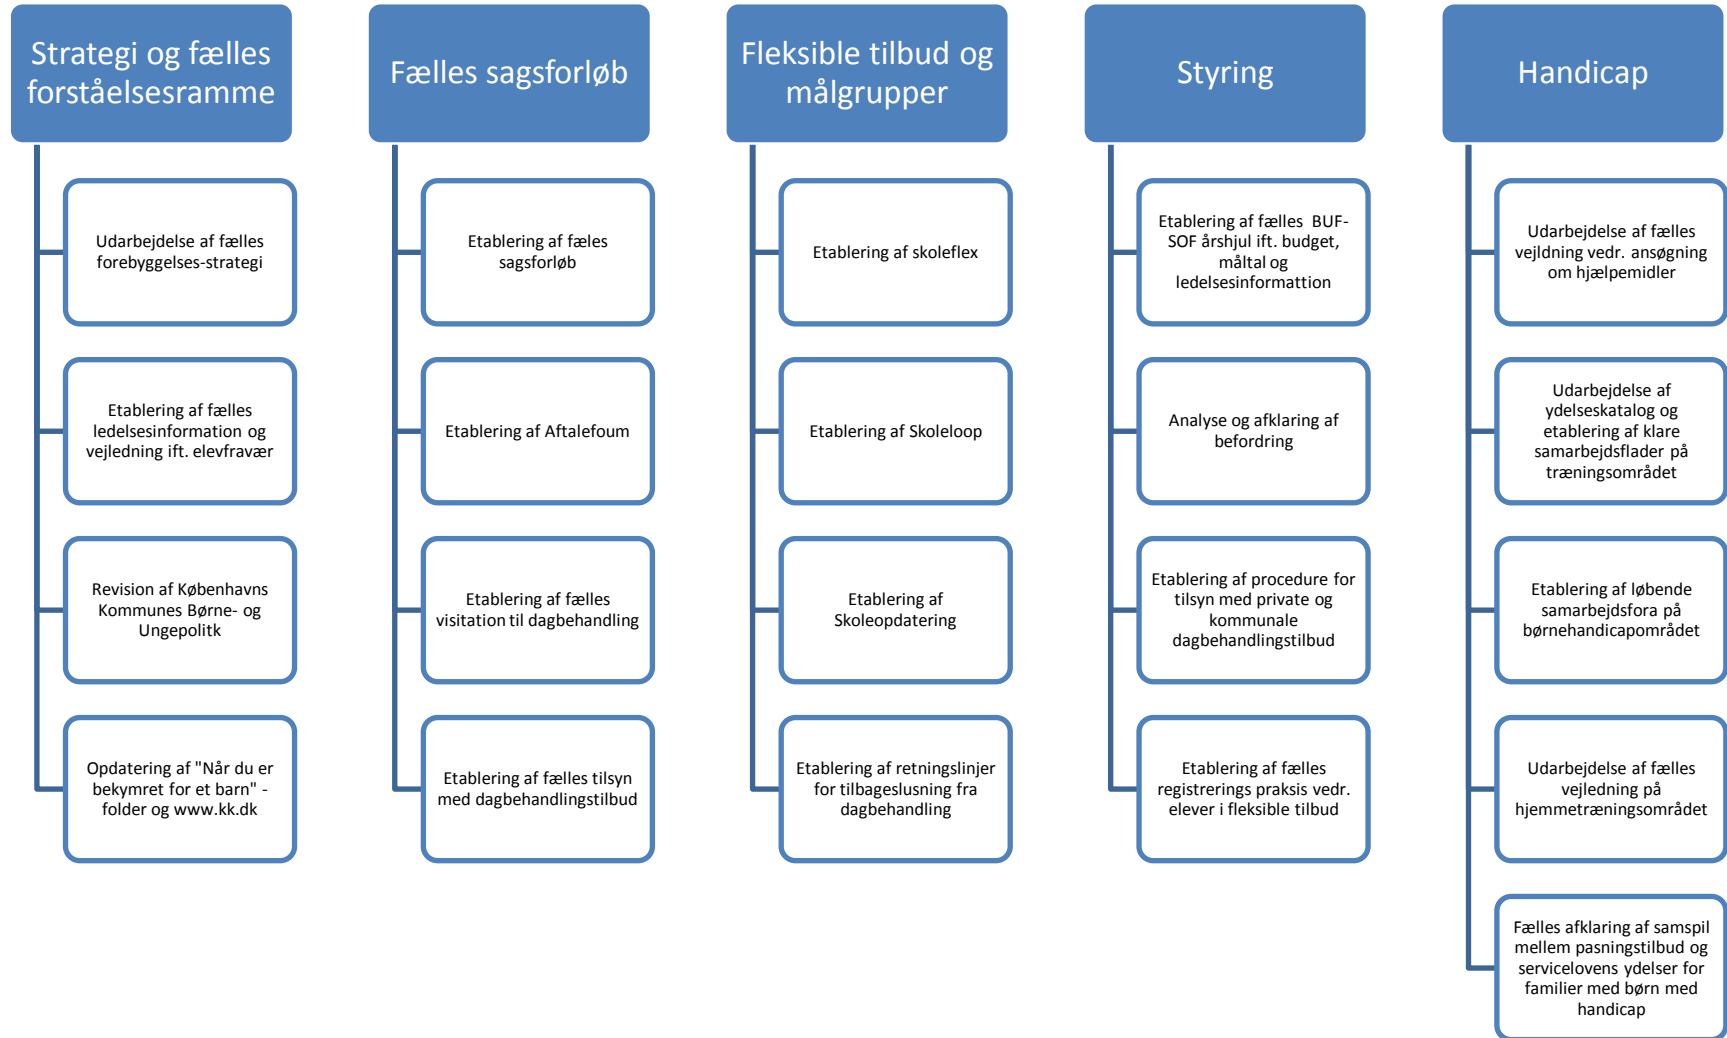 Strategi og fælles
forståelsesramme
Udarbejdelse af fælles
forebyggelses-strategi
Etablering af fælles
ledelsesinformation og
vejledning ift. elevfravær
Revision af Københavns
Kommunes Børne- og
Ungepolitk
Opdatering af "Når du er
bekymret for et barn" -
folder og www.kk.dk
Fælles sagsforløb
Etablering af fæles
sagsforløb
Etablering af Aftalefoum
Etablering af fælles
visitation til dagbehandling
Etablering af fælles tilsyn
med dagbehandlingstilbud
Fleksible tilbud og
målgrupper
Etablering af skoleflex
Etablering af Skoleloop
Etablering af
Skoleopdatering
Etablering af retningslinjer
for tilbageslusning fra
dagbehandling
Styring
Etablering af fælles  BUF-
SOF årshjul ift. budget,
måltal og
ledelsesinformattion
Analyse og afklaring af
befordring
Etablering af procedure for
tilsyn med private og
kommunale
dagbehandlingstilbud
Etablering af fælles
registrerings praksis vedr.
elever i fleksible tilbud
Handicap
Udarbejdelse af fælles
vejldning vedr. ansøgning
om hjælpemidler
Udarbejdelse af
ydelseskatalog og
etablering af klare
samarbejdsflader på
træningsområdet
Etablering af løbende
samarbejdsfora på
børnehandicapområdet
Udarbejdelse af fælles
vejledning på
hjemmetræningsområdet
Fælles afklaring af samspil
mellem pasningstilbud og
servicelovens ydelser for
familier med børn med
handicap